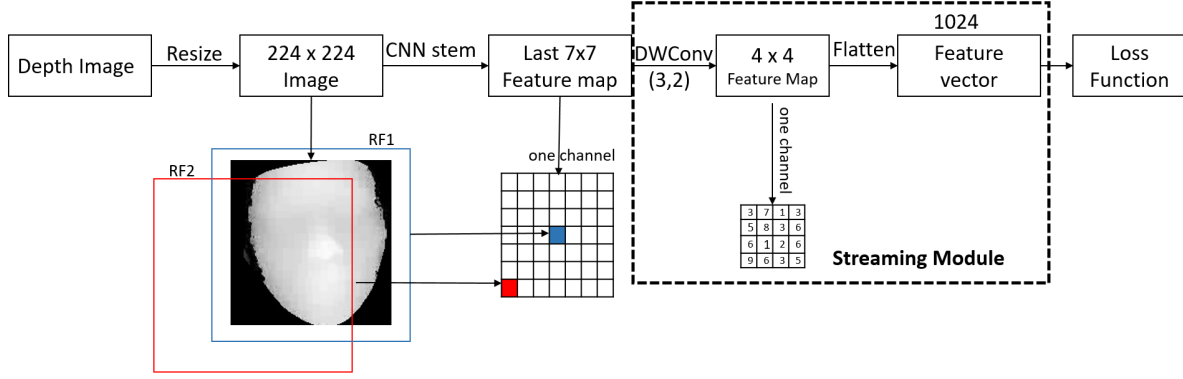 1024
Depth Image
Resize
224 x 224
Image
CNN stem
Last 7x7
Feature map
DWConv
(3,2)
4 x 4
Feature Map
Flatten
Feature
vector
Loss
Function
RF1
RF2
one channel
one channel
3 7 1 3
5 8 3 6
6 1 2 6
9 6 3 5
Streaming Module